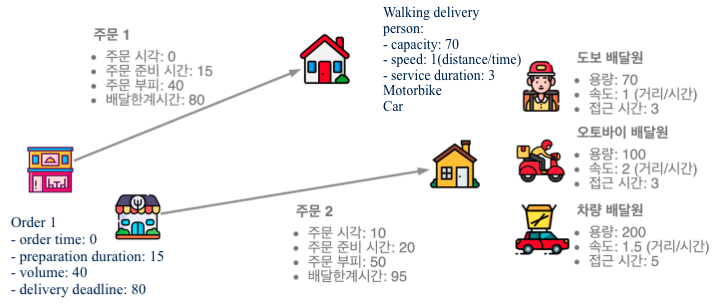 주문 1
• 주문 시각: 0
• 주문 준비 시간: 15
• 주문 부피: 40
• 배달한계시간: 80
Walking delivery
person:
- capacity: 70
- speed: 1(distance/time)
- service duration: 3
Motorbike
Car
도보 배달원
• 용량: 70
• 속도: 1 (거리/시간)
• 접근 시간: 3
오토바이 배달원
• 용량: 100
• 속도: 2 (거리/시간)
• 접근 시간: 3
차량 배달원
• 용량: 200
• 속도: 1.5 (거리/시간)
• 접근 시간: 5
Order 1
- order time: 0
- preparation duration: 15
- volume: 40
- delivery deadline: 80
주문 2
• 주문 시각: 10
• 주문 준비 시간: 20
• 주문 부피: 50
• 배달한계시간: 95